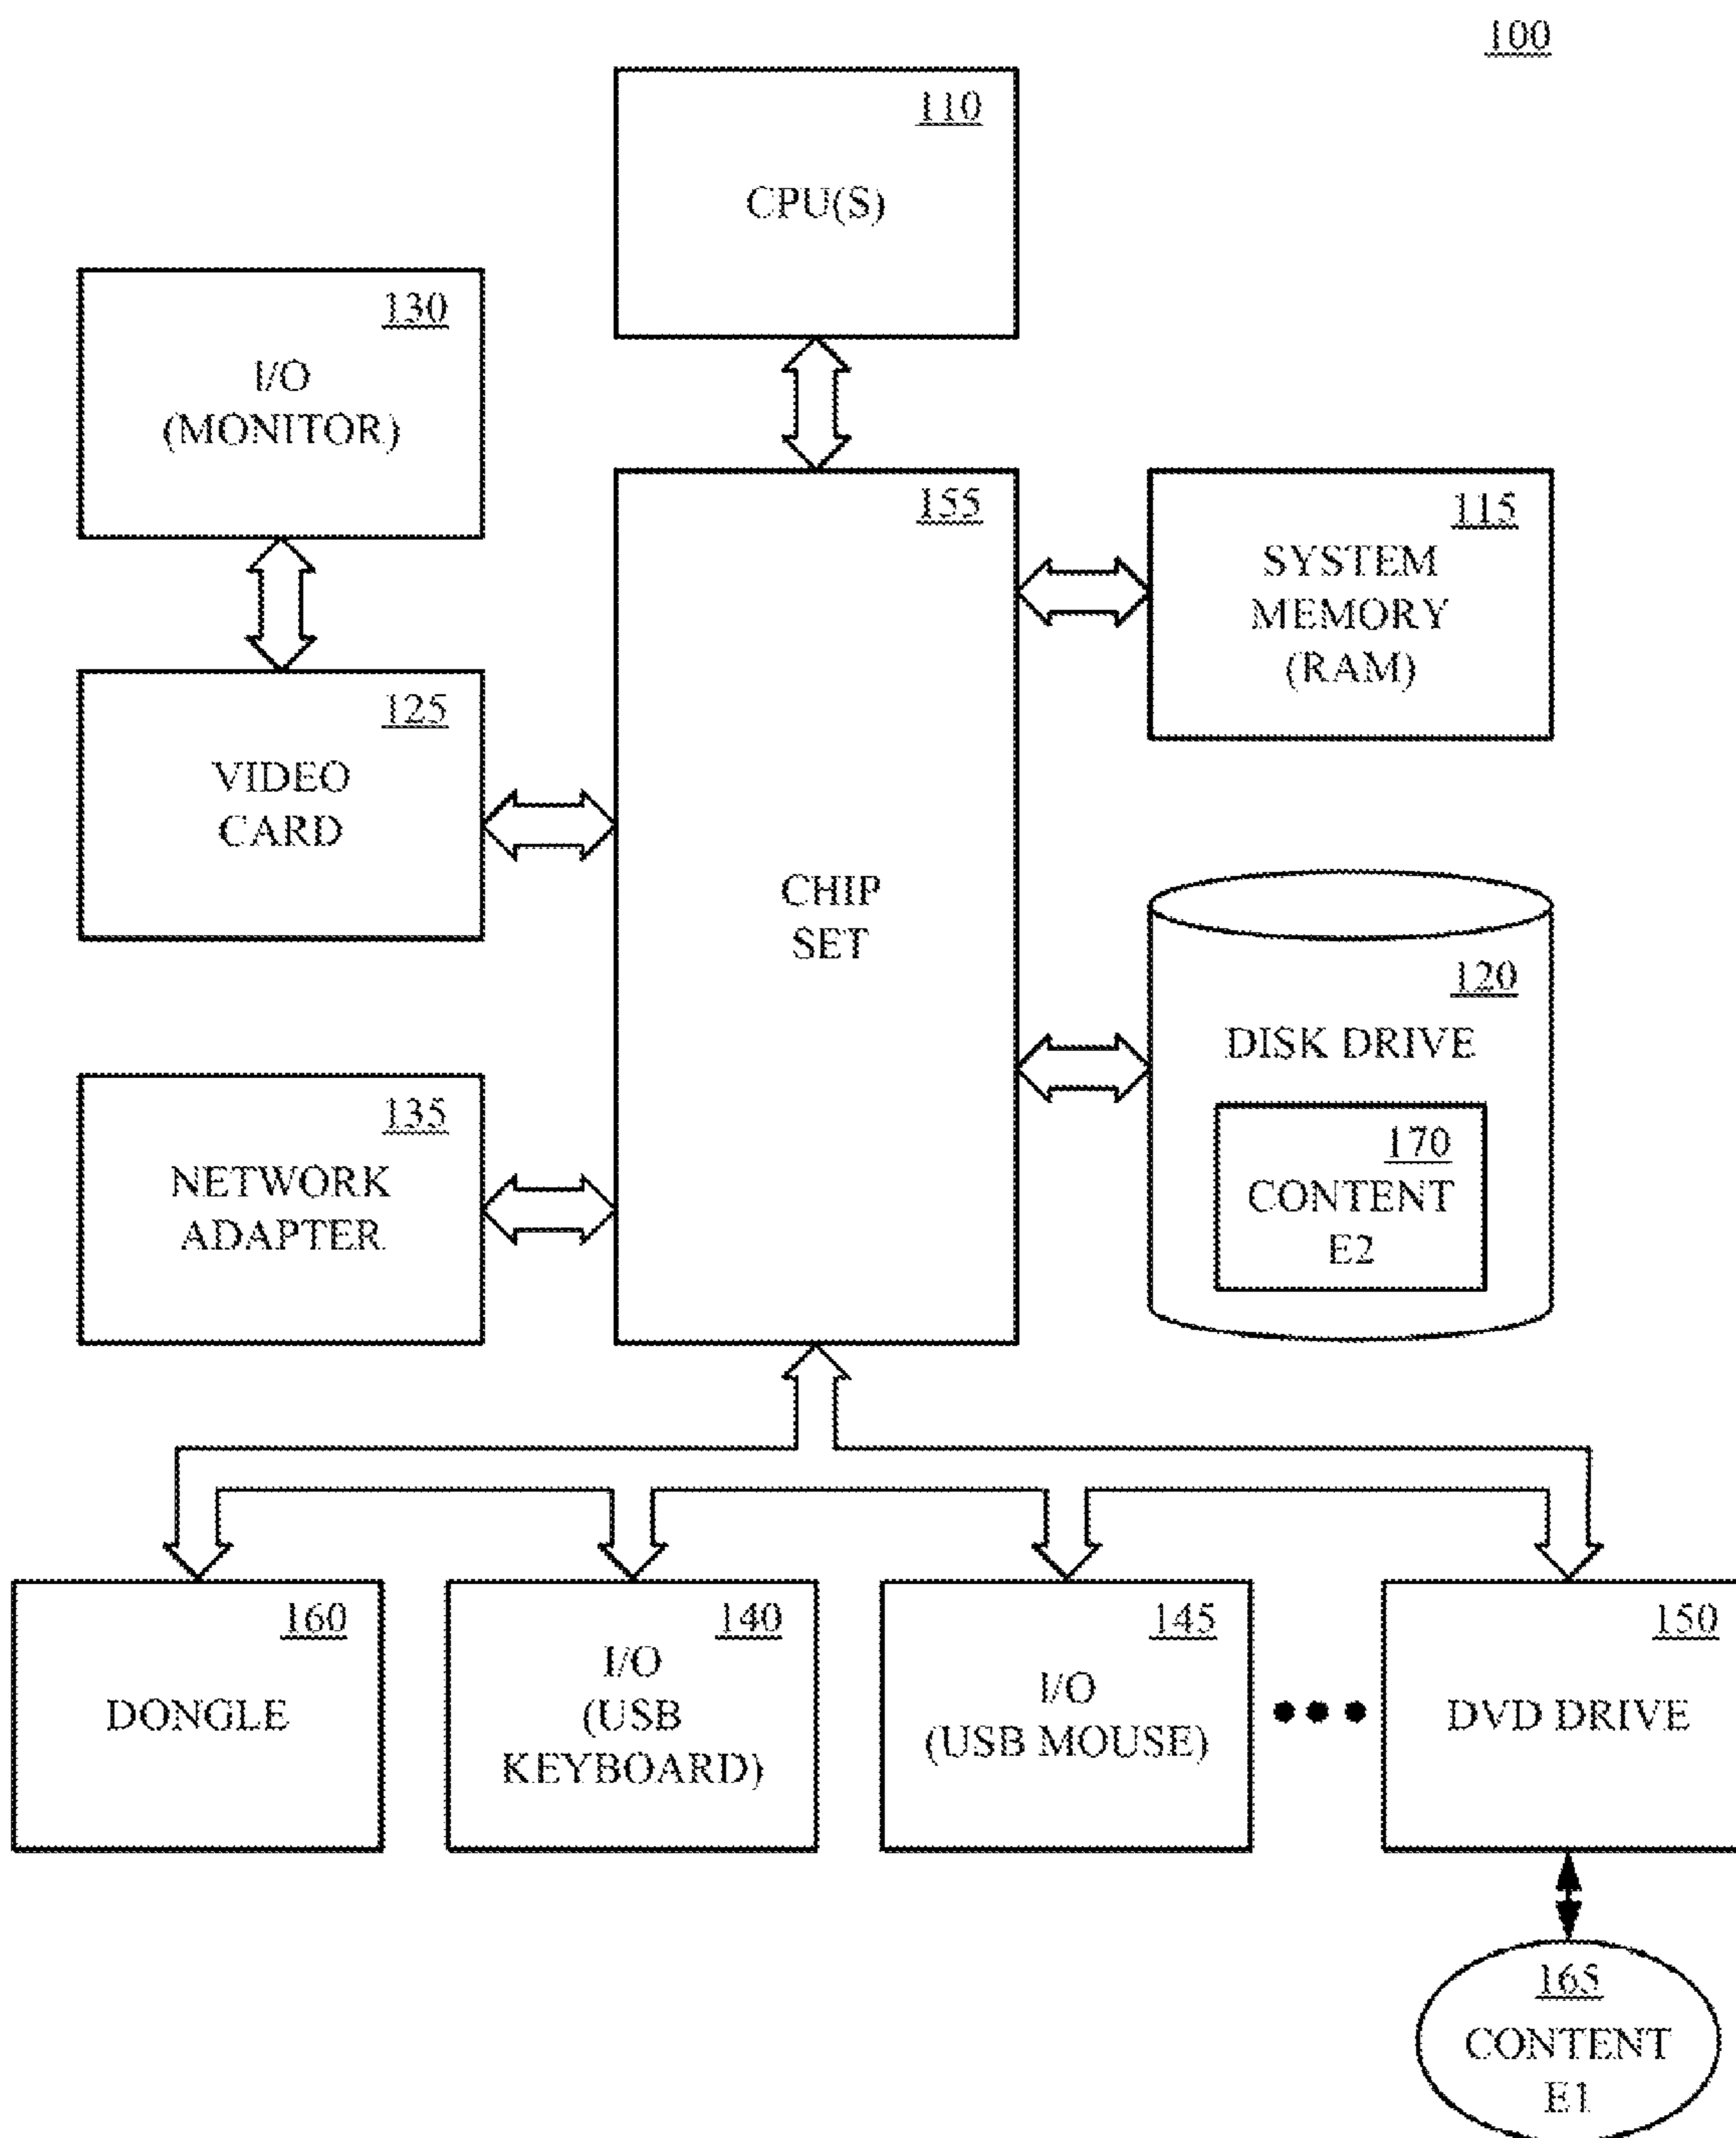 100
110
CPU(S)
130
I/O
(MONITOR)
155
CHIP
SET
115
SYSTEM
MEMORY
(RAM)
125
VIDEO
CARD
120
DISK DRIVE
170
CONTENT
E2
135
NETWORK
ADAPTER
160
DONGLE
140
I/O
(USB
KEYBOARD)
145
I/O
(USB MOUSE)
150
DVD DRIVE
165
CONTENT
E1